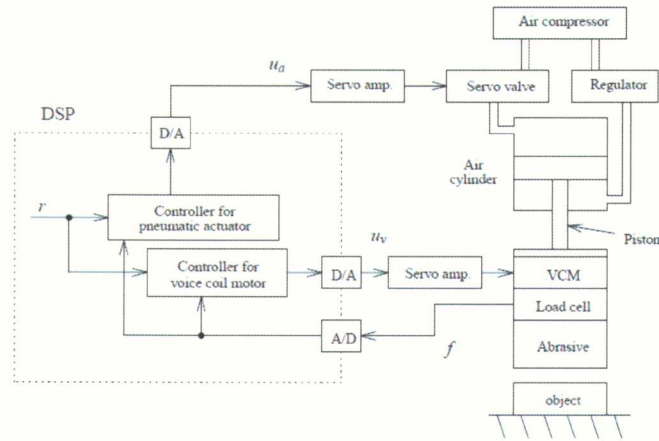 Air compressor
u_a
Servo amp.
Servo valve
Regulator
DSP
D/A
Air
cylinder
r
Controller for
pneumatic actuator
u_v
Piston
Controller for
voice coil motor
D/A
Servo amp.
VCM
Load cell
A/D
f
Abrasive
object